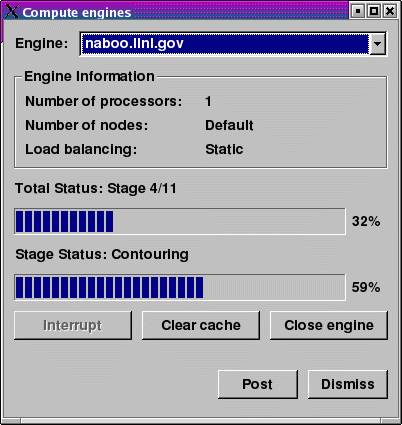 Compute engines
Engine: naboo.llnl.gov
Engine Information
Number of processors: 1
Number of nodes: Default
Load balancing: Static
Total Status: Stage 4/11
32%
Stage Status: Contouring
59%
Interrupt Clear cache Close engine
Post Dismiss